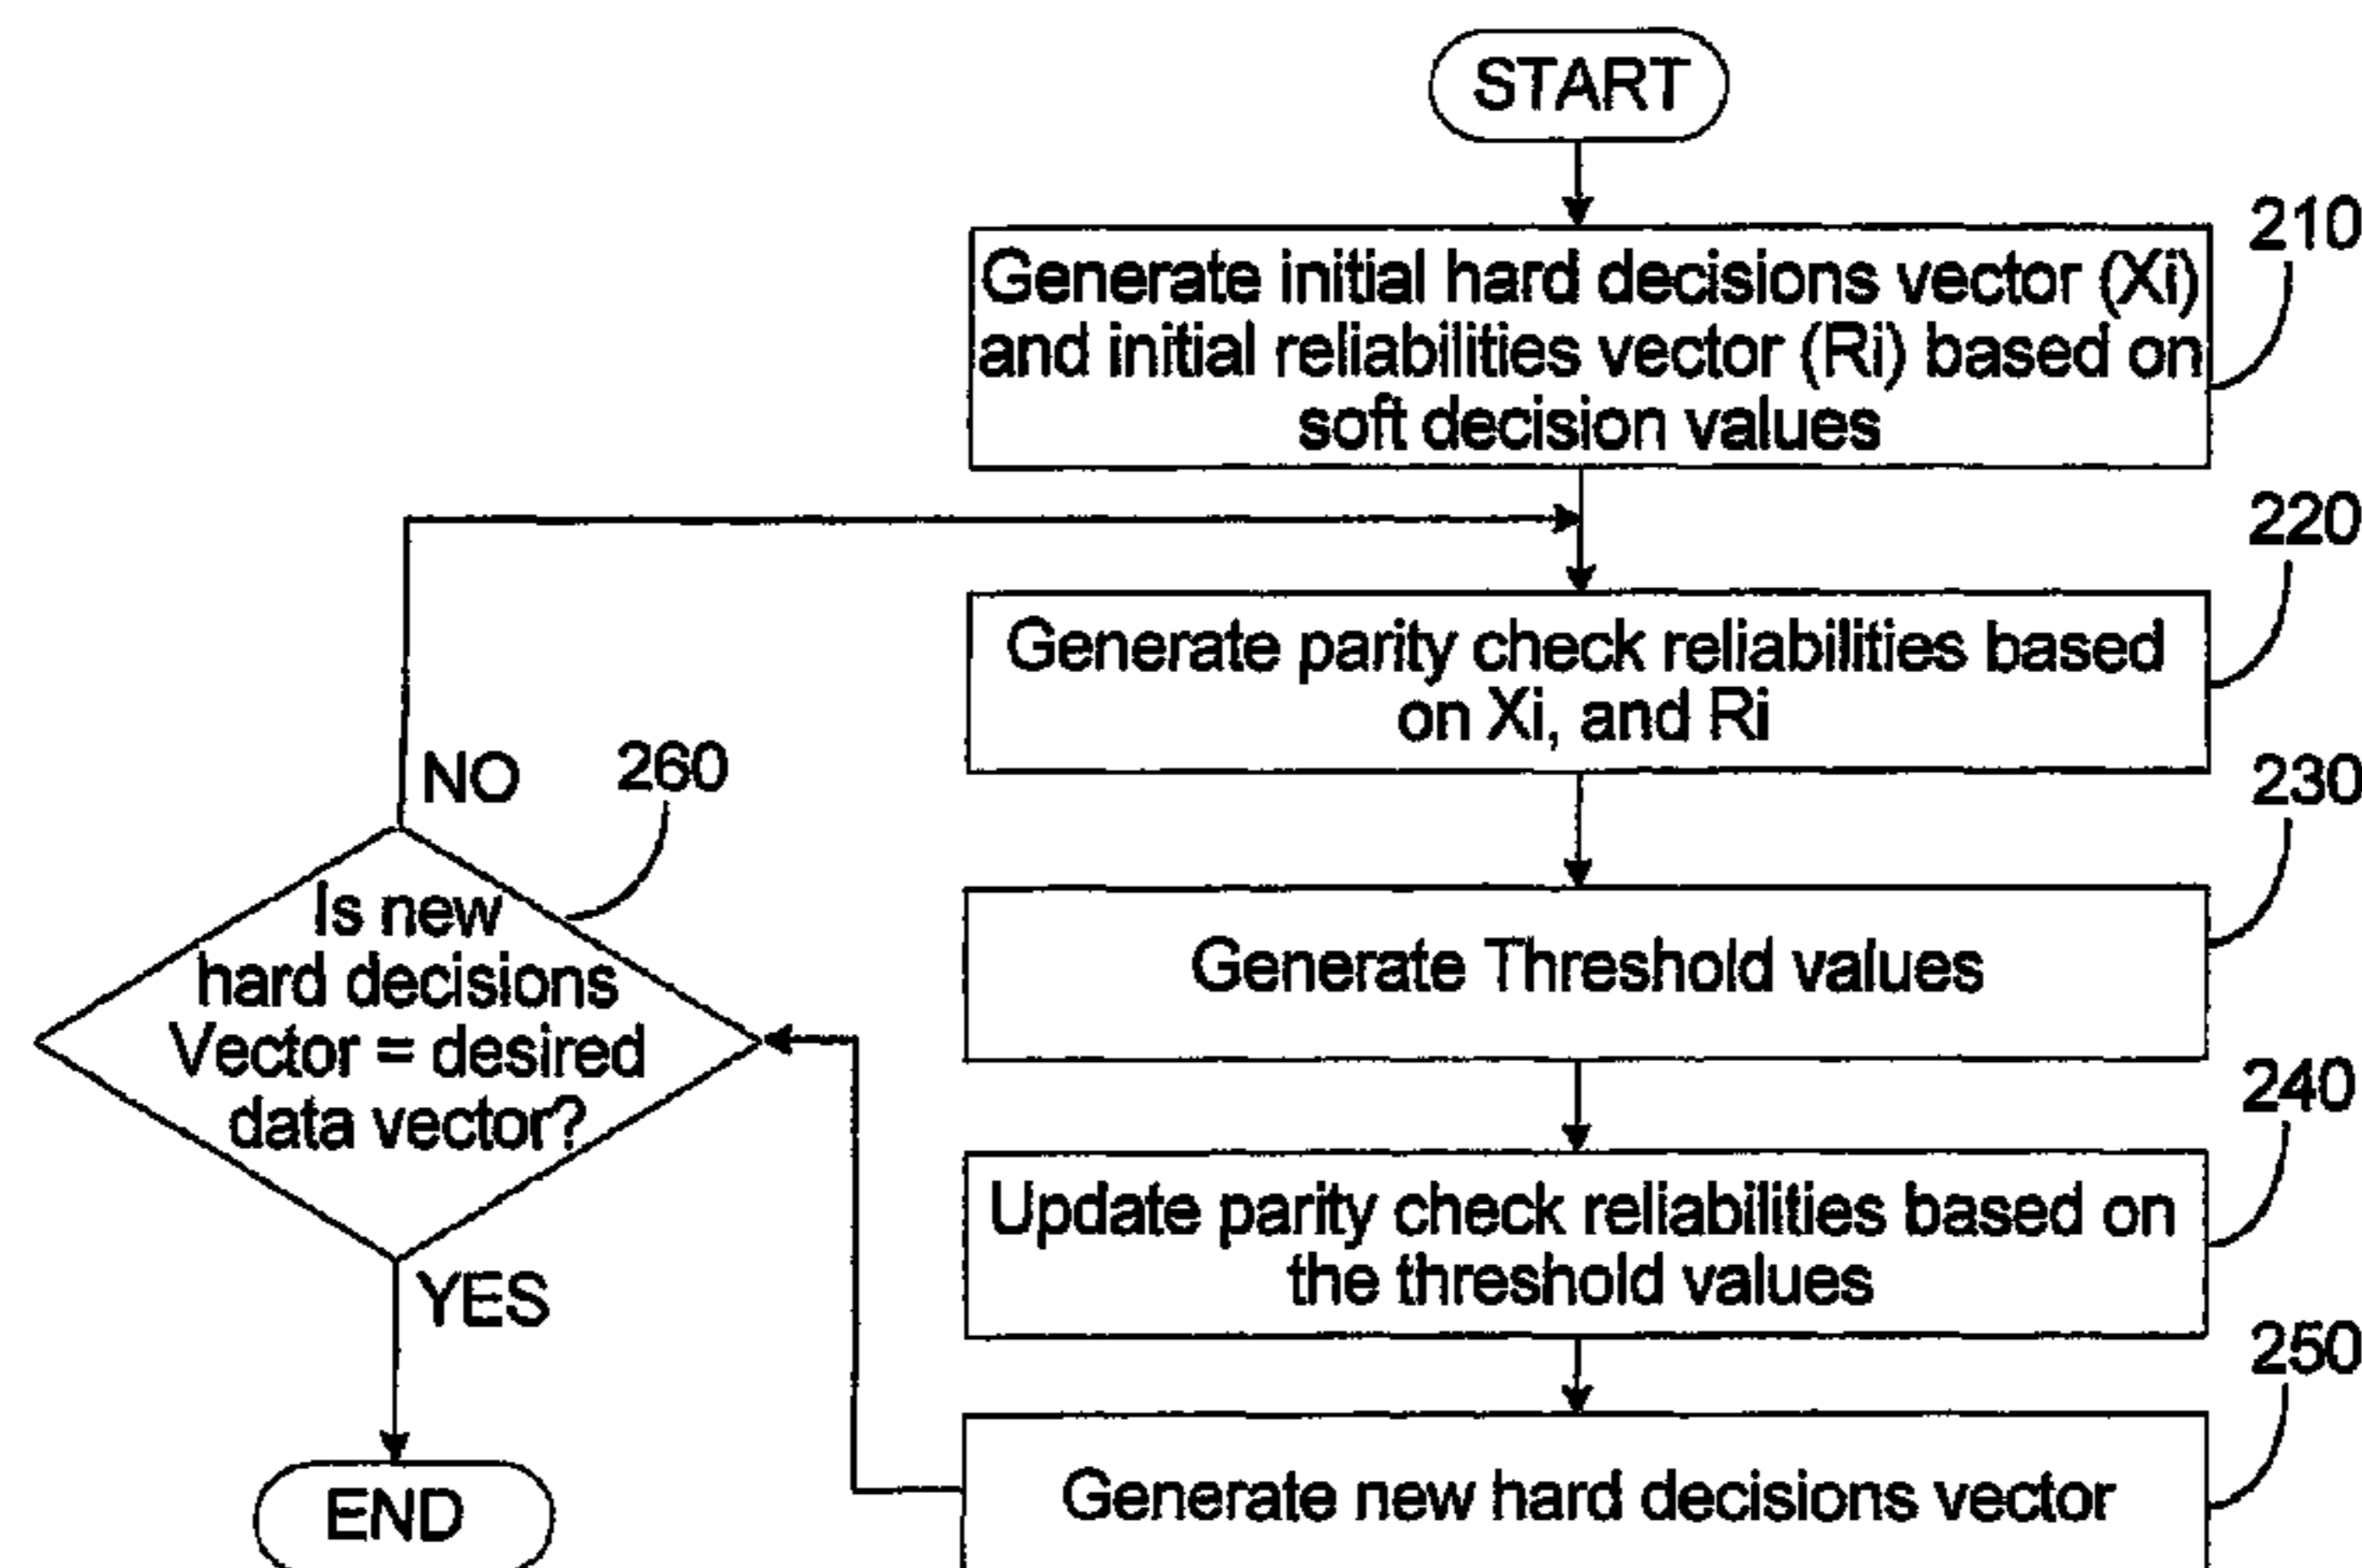 START
210
Generate initial hard decisions vector (Xi)
and initial reliabilities vector (Ri) based on
soft decision values
220
Generate parity check reliabilities based
on Xi, and Ri
230
Generate Threshold values
240
Update parity check reliabilities based on
the threshold values
250
Generate new hard decisions vector
260
NO
Is new
hard decisions
Vector = desired
data vector?
YES
END